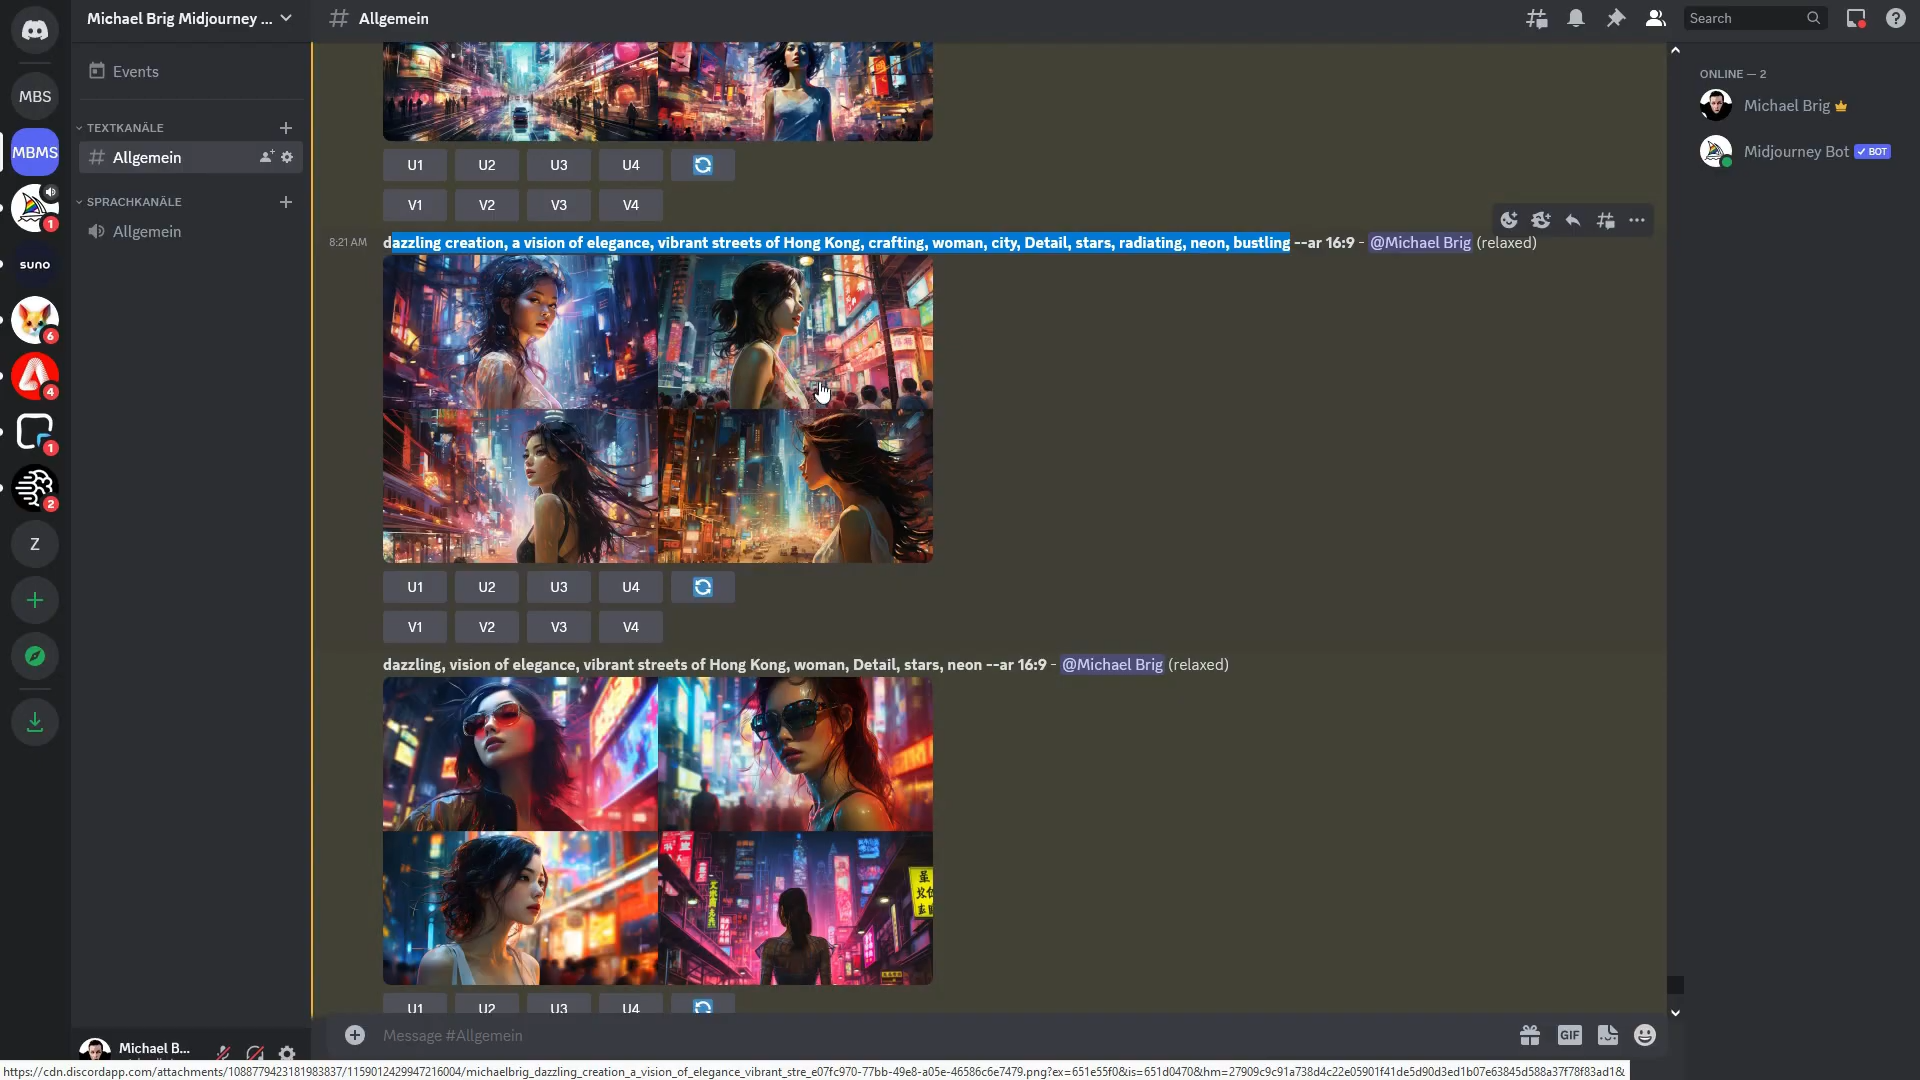 Michael Brig Midjourney ...
# Allgemein
Search
Events
MBS
TEXTKANÄLE
MBMS
# Allgemein
SPRACHKANÄLE
Allgemein
1
suno
6
4
1
2
Z
U1 U2 U3 U4
V1 V2 V3 V4
8:21 AM dazzling creation, a vision of elegance, vibrant streets of Hong Kong, crafting, woman, city, Detail, stars, radiating, neon, bustling --ar 16:9 - @Michael Brig (relaxed)
U1 U2 U3 U4
V1 V2 V3 V4
dazzling, vision of elegance, vibrant streets of Hong Kong, woman, Detail, stars, neon --ar 16:9 - @Michael Brig (relaxed)
U1 U2 U3 U4
Message #Allgemein
GIF
ONLINE — 2
Michael Brig
Midjourney Bot BOT
Michael B...
https://cdn.discordapp.com/attachments/1088779423181983837/1159012429947216004/michaelbrig_dazzling_creation_a_vision_of_elegance_vibrant_stre_e07fc970-77bb-49e8-a05e-46586c6e7479.png?ex=651e55f0&is=651d0470&hm=27909c9c91a738d4c22e05901f41de5d90d3ed1b07e63845d588a37f78f83ad1&